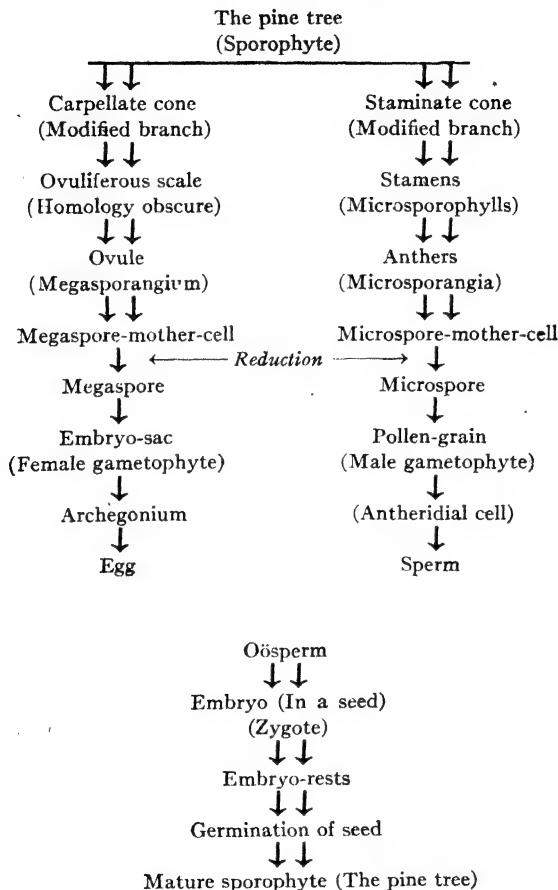 The pine tree
(Sporophyte)
Carpellate cone
(Modified branch)
Ovuliferous scale
(Homology obscure)
Ovule
(Megasporangium)
Megaspore-mother-cell
Megaspore
Embryo-sac
(Female gametophyte)
Archegonium
Egg
Staminate cone
(Modified branch)
Stamens
(Microsporophylls)
Anthers
(Microsporangia)
Microspore-mother-cell
Reduction
Microspore
Pollen-grain
(Male gametophyte)
(Antheridial cell)
Sperm
Oösperm
Embryo (In a seed)
(Zygote)
Embryo-rests
Germination of seed
Mature sporophyte (The pine tree)